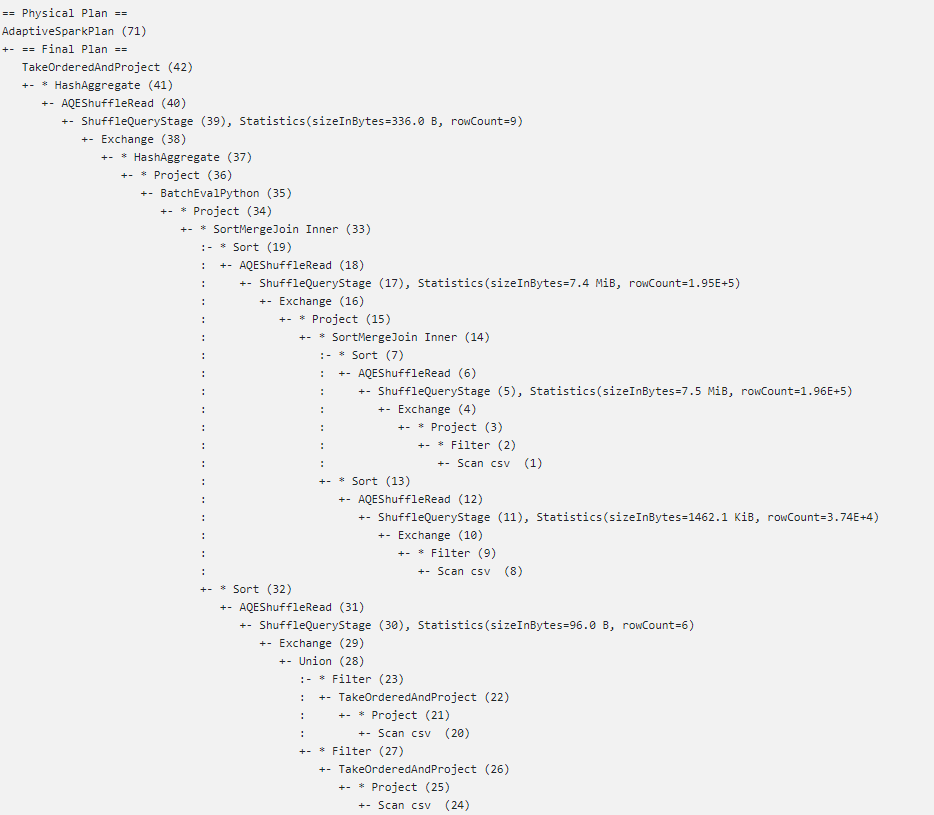 == Physical Plan ==
AdaptiveSparkPlan (71)
+- == Final Plan ==
   TakeOrderedAndProject (42)
   +- * HashAggregate (41)
      +- AQEShuffleRead (40)
         +- ShuffleQueryStage (39), Statistics(sizeInBytes=336.0 B, rowCount=9)
            +- Exchange (38)
               +- * HashAggregate (37)
                  +- * Project (36)
                     +- BatchEvalPython (35)
                        +- * Project (34)
                           +- * SortMergeJoin Inner (33)
                              :- * Sort (19)
                              :  +- AQEShuffleRead (18)
                              :     +- ShuffleQueryStage (17), Statistics(sizeInBytes=7.4 MiB, rowCount=1.95E+5)
                              :        +- Exchange (16)
                              :           +- * Project (15)
                              :              +- * SortMergeJoin Inner (14)
                              :                 :- * Sort (7)
                              :                 :  +- AQEShuffleRead (6)
                              :                 :     +- ShuffleQueryStage (5), Statistics(sizeInBytes=7.5 MiB, rowCount=1.96E+5)
                              :                 :        +- Exchange (4)
                              :                 :           +- * Project (3)
                              :                 :              +- * Filter (2)
                              :                 :                 +- Scan csv  (1)
                              :                 +- * Sort (13)
                              :                    +- AQEShuffleRead (12)
                              :                       +- ShuffleQueryStage (11), Statistics(sizeInBytes=1462.1 KiB, rowCount=3.74E+4)
                              :                          +- Exchange (10)
                              :                             +- * Filter (9)
                              :                                +- Scan csv  (8)
                              +- * Sort (32)
                                 +- AQEShuffleRead (31)
                                    +- ShuffleQueryStage (30), Statistics(sizeInBytes=96.0 B, rowCount=6)
                                       +- Exchange (29)
                                          +- Union (28)
                                             :- * Filter (23)
                                             :  +- TakeOrderedAndProject (22)
                                             :     +- * Project (21)
                                             :        +- Scan csv  (20)
                                             +- * Filter (27)
                                                +- TakeOrderedAndProject (26)
                                                   +- * Project (25)
                                                      +- Scan csv  (24)